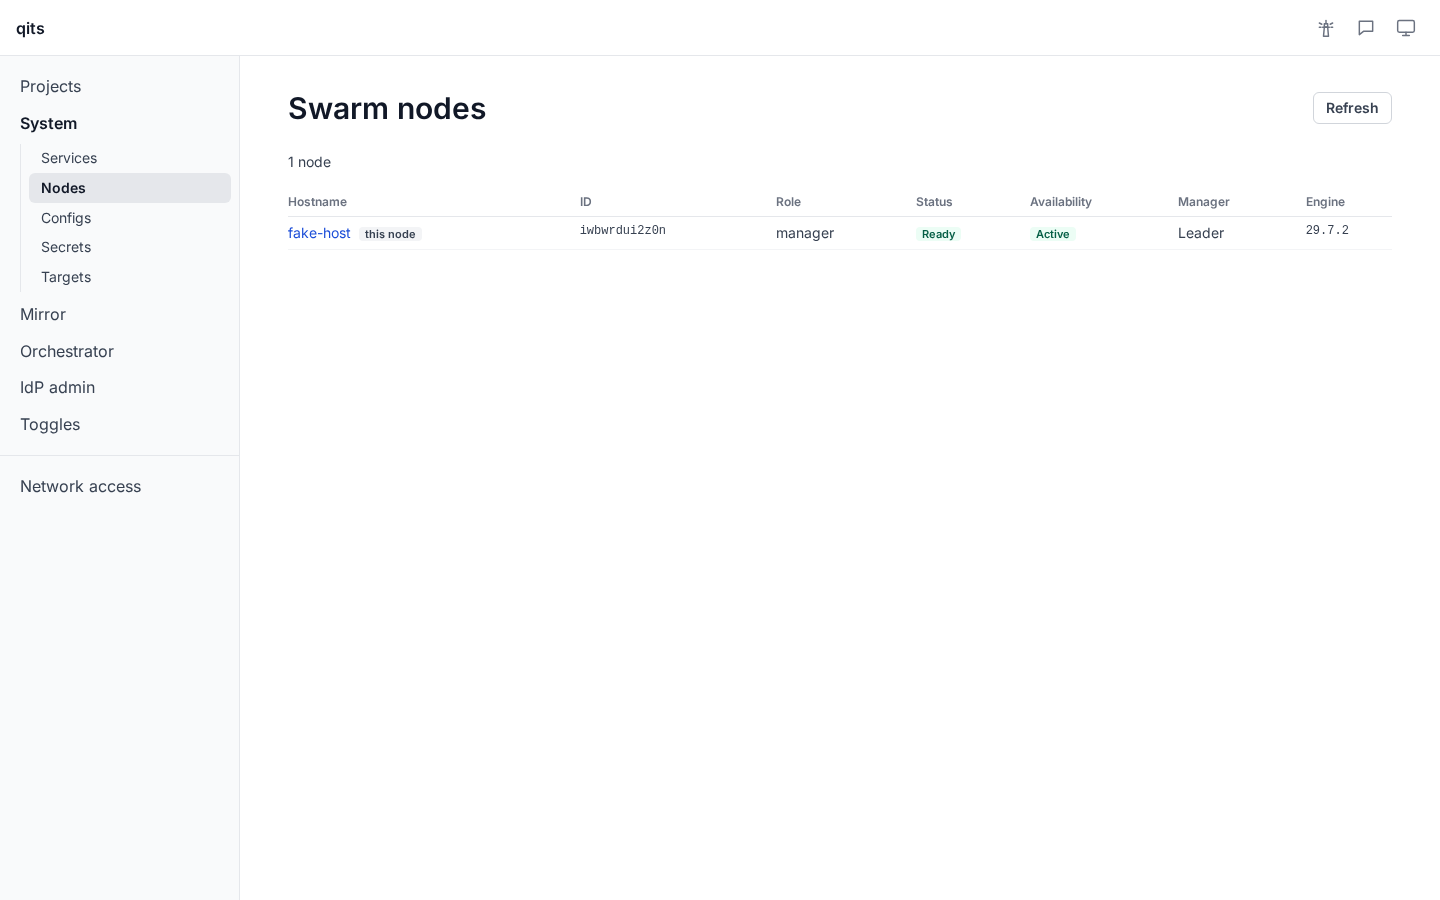 qits
Projects
System
Services
Nodes
Configs
Secrets
Targets
Mirror
Orchestrator
IdP admin
Toggles
Network access
Swarm nodes
Refresh
1 node
Hostname ID Role Status Availability Manager Engine
fake-host this node iwbwrdui2z0n manager Ready Active Leader 29.7.2